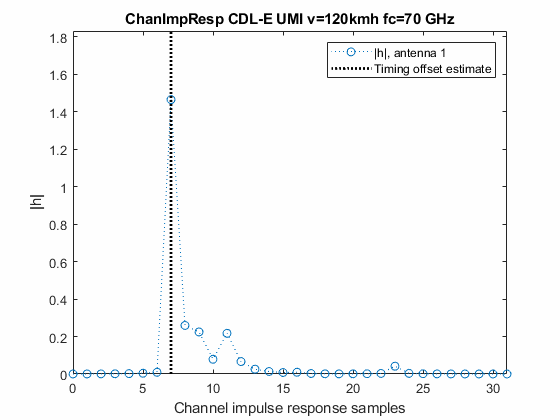 ChanImpResp CDL-E UMI v=120kmh fc=70 GHz
|h|, antenna 1
Timing offset estimate
1.8
1.6
1.4
1.2
1
0.8
0.6
0.4
0.2
0
|h|
0 5 10 15 20 25 30
Channel impulse response samples